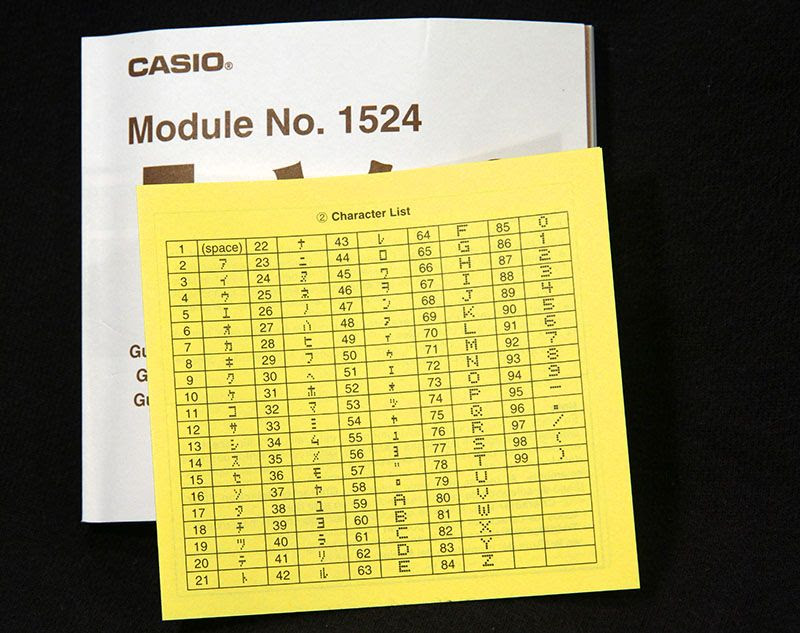 CASIO®
Module No. 1524
Gu
G
Gu
② Character List
1 (space) 22 ナ 43 レ 64 F 85 0
2 ア 23 ニ 44 ロ 65 G 86 1
3 イ 24 ヌ 45 ワ 66 H 87 2
4 ウ 25 ネ 46 ヲ 67 I 88 3
5 エ 26 ノ 47 ン 68 J 89 4
6 オ 27 ハ 48 ァ 69 K 90 5
7 カ 28 ヒ 49 ィ 70 L 91 6
8 キ 29 フ 50 ゥ 71 M 92 7
9 ク 30 ヘ 51 ェ 72 N 93 8
10 ケ 31 ホ 52 ォ 73 O 94 9
11 コ 32 マ 53 ッ 74 P 95 -
12 サ 33 ミ 54 ャ 75 Q 96 .
13 シ 34 ム 55 ュ 76 R 97 /
14 ス 35 メ 56 ョ 77 S 98 (
15 セ 36 モ 57 ゛ 78 T 99 )
16 ソ 37 ヤ 58 ゜ 79 U
17 タ 38 ユ 59 A 80 V
18 チ 39 ヨ 60 B 81 W
19 ツ 40 ラ 61 C 82 X
20 テ 41 リ 62 D 83 Y
21 ト 42 ル 63 E 84 Z